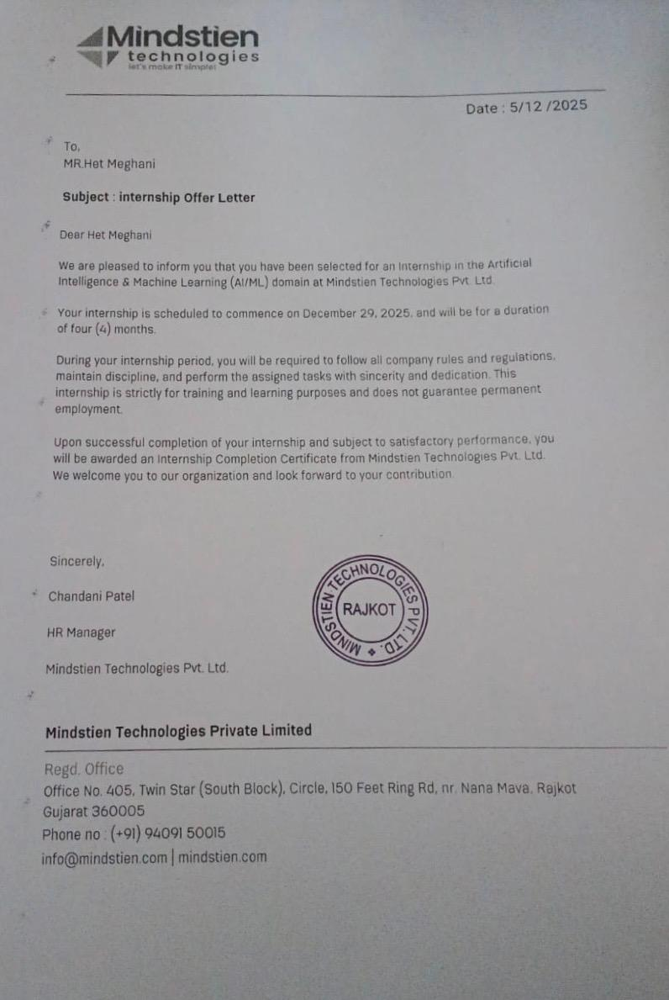 Mindstien
technologies
let's make IT simple!
Date : 5/12 /2025
To,
MR.Het Meghani
Subject : internship Offer Letter
Dear Het Meghani
We are pleased to inform you that you have been selected for an Internship in the Artificial
Intelligence & Machine Learning (AI/ML) domain at Mindstien Technologies Pvt. Ltd.
Your internship is scheduled to commence on December 29, 2025, and will be for a duration
of four (4) months.
During your internship period, you will be required to follow all company rules and regulations,
maintain discipline, and perform the assigned tasks with sincerity and dedication. This
internship is strictly for training and learning purposes and does not guarantee permanent
employment.
Upon successful completion of your internship and subject to satisfactory performance, you
will be awarded an Internship Completion Certificate from Mindstien Technologies Pvt. Ltd.
We welcome you to our organization and look forward to your contribution.
Sincerely,
Chandani Patel
HR Manager
Mindstien Technologies Pvt. Ltd.
MINDSTIEN TECHNOLOGIES PVT. LTD.
RAJKOT
Mindstien Technologies Private Limited
Regd. Office
Office No. 405, Twin Star (South Block), Circle, 150 Feet Ring Rd, nr. Nana Mava, Rajkot
Gujarat 360005
Phone no : (+91) 94091 50015
info@mindstien.com | mindstien.com